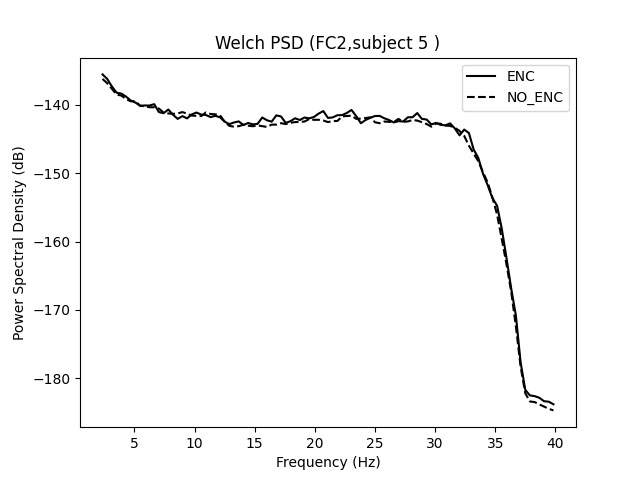 Welch PSD (FC2,subject 5 )
ENC
NO_ENC
Power Spectral Density (dB)
−140
−150
−160
−170
−180
5 10 15 20 25 30 35 40
Frequency (Hz)